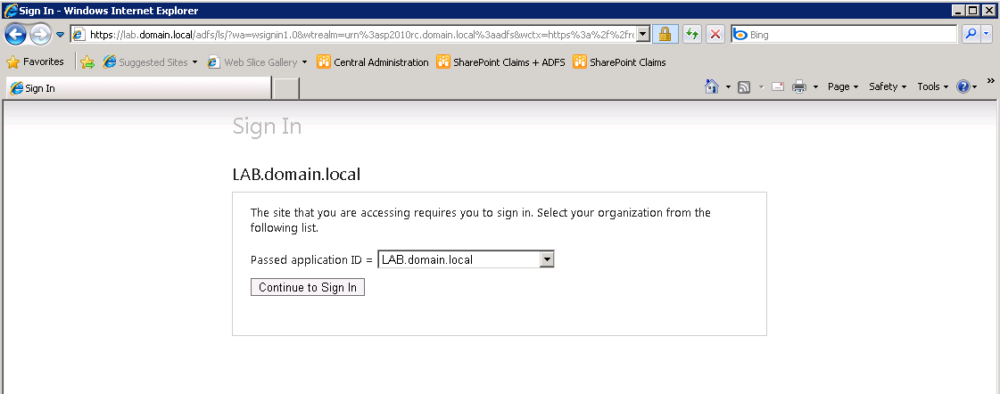 Sign In - Windows Internet Explorer
https://lab.domain.local/adfs/ls/?wa=wsignin1.0&wtrealm=urn%3asp2010rc.domain.local%3aadfs&wctx=https%3a%2f%2fro
Bing
Favorites Suggested Sites Web Slice Gallery Central Administration SharePoint Claims + ADFS SharePoint Claims
Sign In
Page Safety Tools
Sign In
LAB.domain.local
The site that you are accessing requires you to sign in. Select your organization from the
following list.
Passed application ID = LAB.domain.local
Continue to Sign In